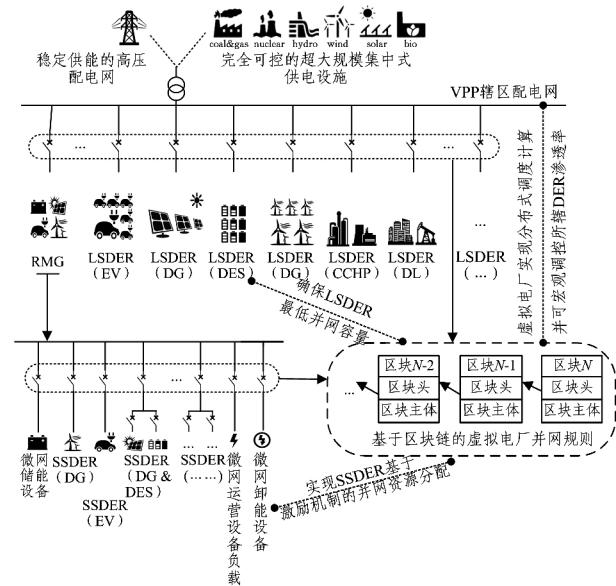 coal&gas nuclear hydro wind solar bio
稳定供能的高压
配电网
完全可控的超大规模集中式
供电设施
VPP辖区配电网
...
...
RMG
LSDER
(EV)
LSDER
(DG)
LSDER
(DES)
LSDER
(DG)
LSDER
(CCHP)
LSDER
(DL)
...
LSDER
(...)
虚拟电厂实现分布式调度计算
并可宏观调控所辖DER渗透率
确保LSDER
最低并网容量
...
区块N-2
区块头
区块主体
区块N-1
区块头
区块主体
区块N
区块头
区块主体
...
基于区块链的虚拟电厂并网规则
...
微网
储能
设备
SSDER
(DG)
SSDER
(EV)
SSDER
(DG &
DES)
... ...
SSDER
(... ...)
微网运营设备负载
微网卸能设备
实现SSDER基于
激励机制的并网资源分配